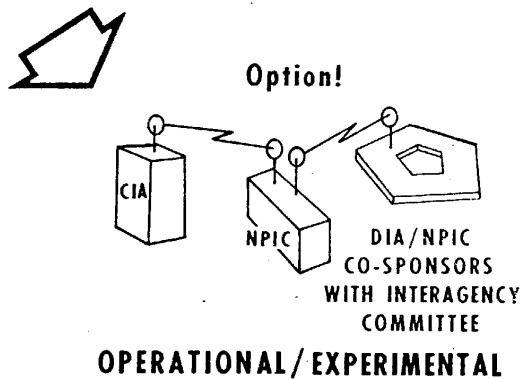 Option!
CIA
NPIC
DIA/NPIC
CO-SPONSORS
WITH INTERAGENCY
COMMITTEE
OPERATIONAL/EXPERIMENTAL